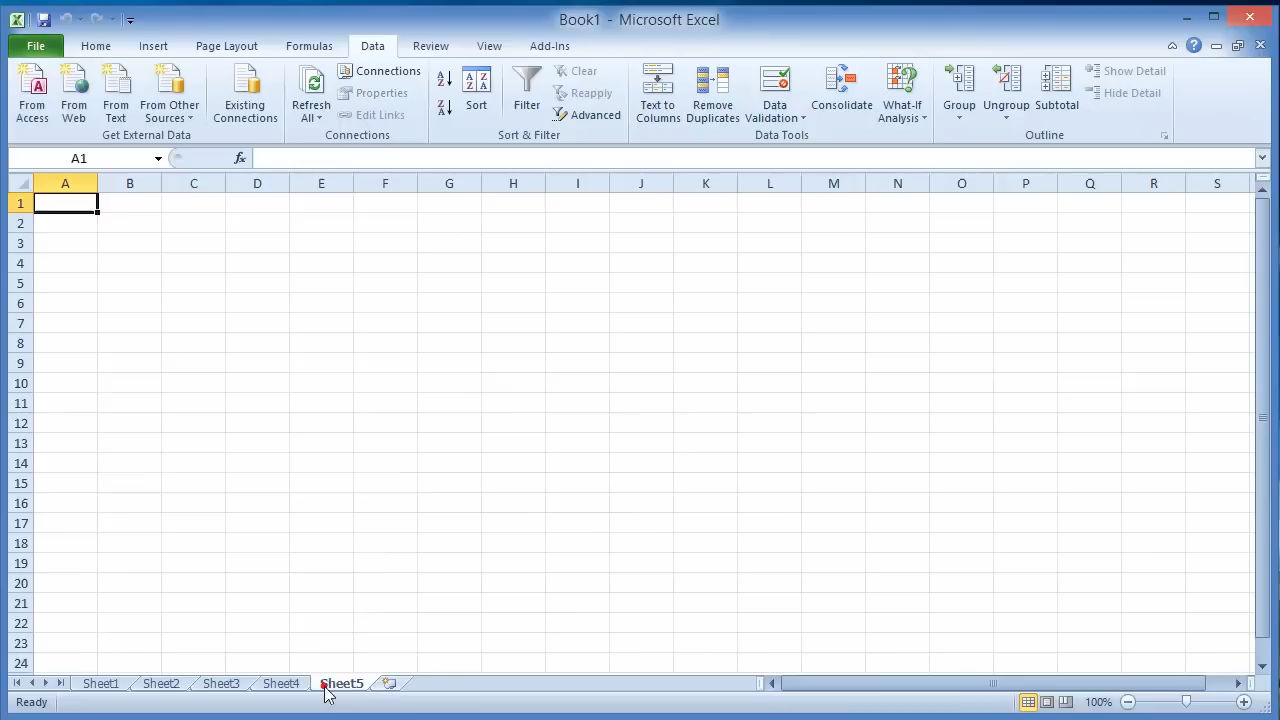 Book1 - Microsoft Excel
File Home Insert Page Layout Formulas Data Review View Add-Ins
From Access
From Web
From Text
From Other Sources
Existing Connections
Get External Data
Refresh All
Connections
Properties
Edit Links
Connections
Sort
Filter
Clear
Reapply
Advanced
Sort & Filter
Text to Columns
Remove Duplicates
Data Validation
Consolidate
What-If Analysis
Data Tools
Group
Ungroup
Subtotal
Show Detail
Hide Detail
Outline
A1 fx
A B C D E F G H I J K L M N O P Q R S
1
2
3
4
5
6
7
8
9
10
11
12
13
14
15
16
17
18
19
20
21
22
23
24
Sheet1 Sheet2 Sheet3 Sheet4 Sheet5
Ready 100%